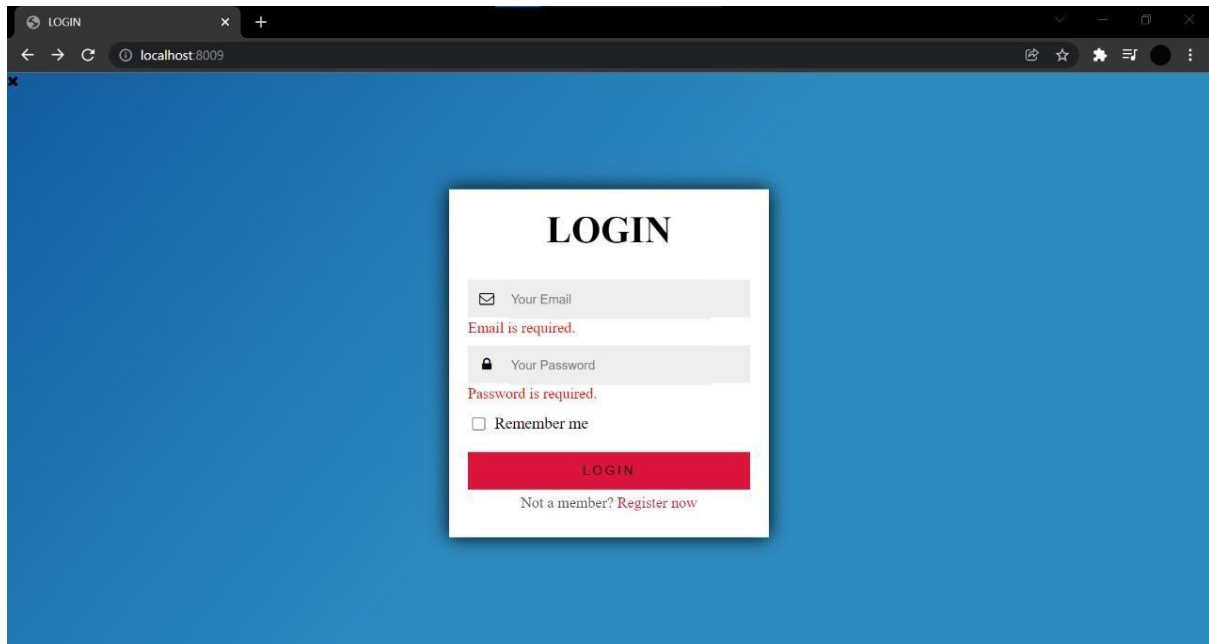 LOGIN
localhost:8009
LOGIN
Your Email
Email is required.
Your Password
Password is required.
Remember me
LOGIN
Not a member? Register now